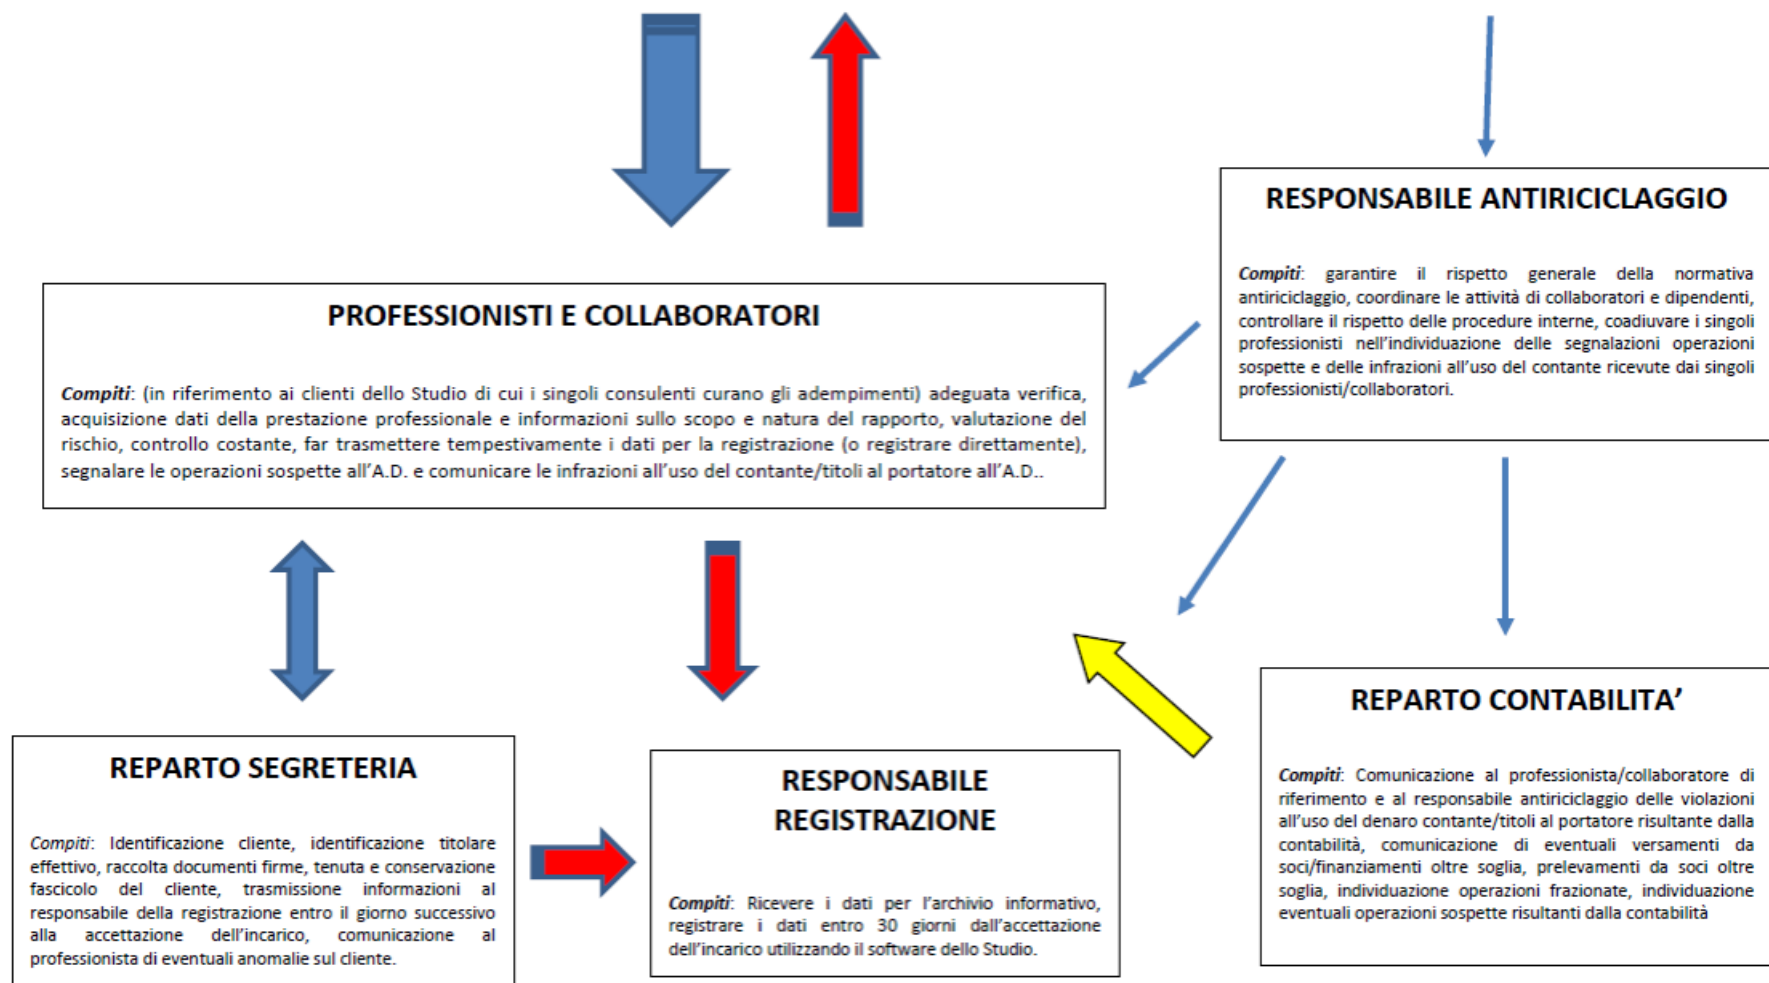 RESPONSABILE ANTIRICICLAGGIO
Compiti: garantire il rispetto generale della normativa
antiriciclaggio, coordinare le attività di collaboratori e dipendenti,
controllare il rispetto delle procedure interne, coadiuvare i singoli
professionisti nell'individuazione delle segnalazioni operazioni
sospette e delle infrazioni all'uso del contante ricevute dai singoli
professionisti/collaboratori.
PROFESSIONISTI E COLLABORATORI
Compiti: (in riferimento ai clienti dello Studio di cui i singoli consulenti curano gli adempimenti) adeguata verifica,
acquisizione dati della prestazione professionale e informazioni sullo scopo e natura del rapporto, valutazione del
rischio, controllo costante, far trasmettere tempestivamente i dati per la registrazione (o registrare direttamente),
segnalare le operazioni sospette all'A.D. e comunicare le infrazioni all'uso del contante/titoli al portatore all'A.D..
REPARTO SEGRETERIA
Compiti: Identificazione cliente, identificazione titolare
effettivo, raccolta documenti firme, tenuta e conservazione
fascicolo del cliente, trasmissione informazioni al
responsabile della registrazione entro il giorno successivo
alla accettazione dell'incarico, comunicazione al
professionista di eventuali anomalie sul cliente.
RESPONSABILE
REGISTRAZIONE
Compiti: Ricevere i dati per l'archivio informativo,
registrare i dati entro 30 giorni dall'accettazione
dell'incarico utilizzando il software dello Studio.
REPARTO CONTABILITA'
Compiti: Comunicazione al professionista/collaboratore di
riferimento e al responsabile antiriciclaggio delle violazioni
all'uso del denaro contante/titoli al portatore risultante dalla
contabilità, comunicazione di eventuali versamenti da
soci/finanziamenti oltre soglia, prelevamenti da soci oltre
soglia, individuazione operazioni frazionate, individuazione
eventuali operazioni sospette risultanti dalla contabilità